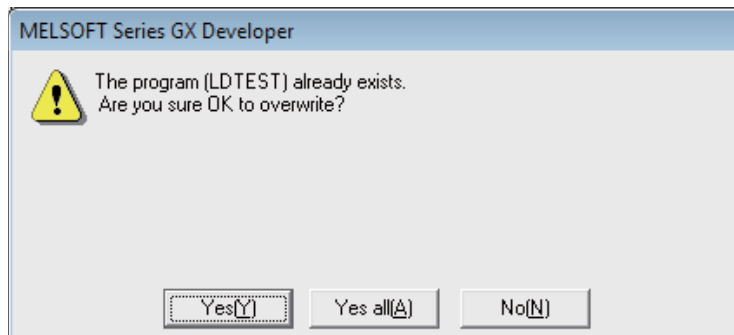 MELSOFT Series GX Developer
The program (LDTEST) already exists.
Are you sure OK to overwrite?
Yes(Y) Yes all(A) No(N)